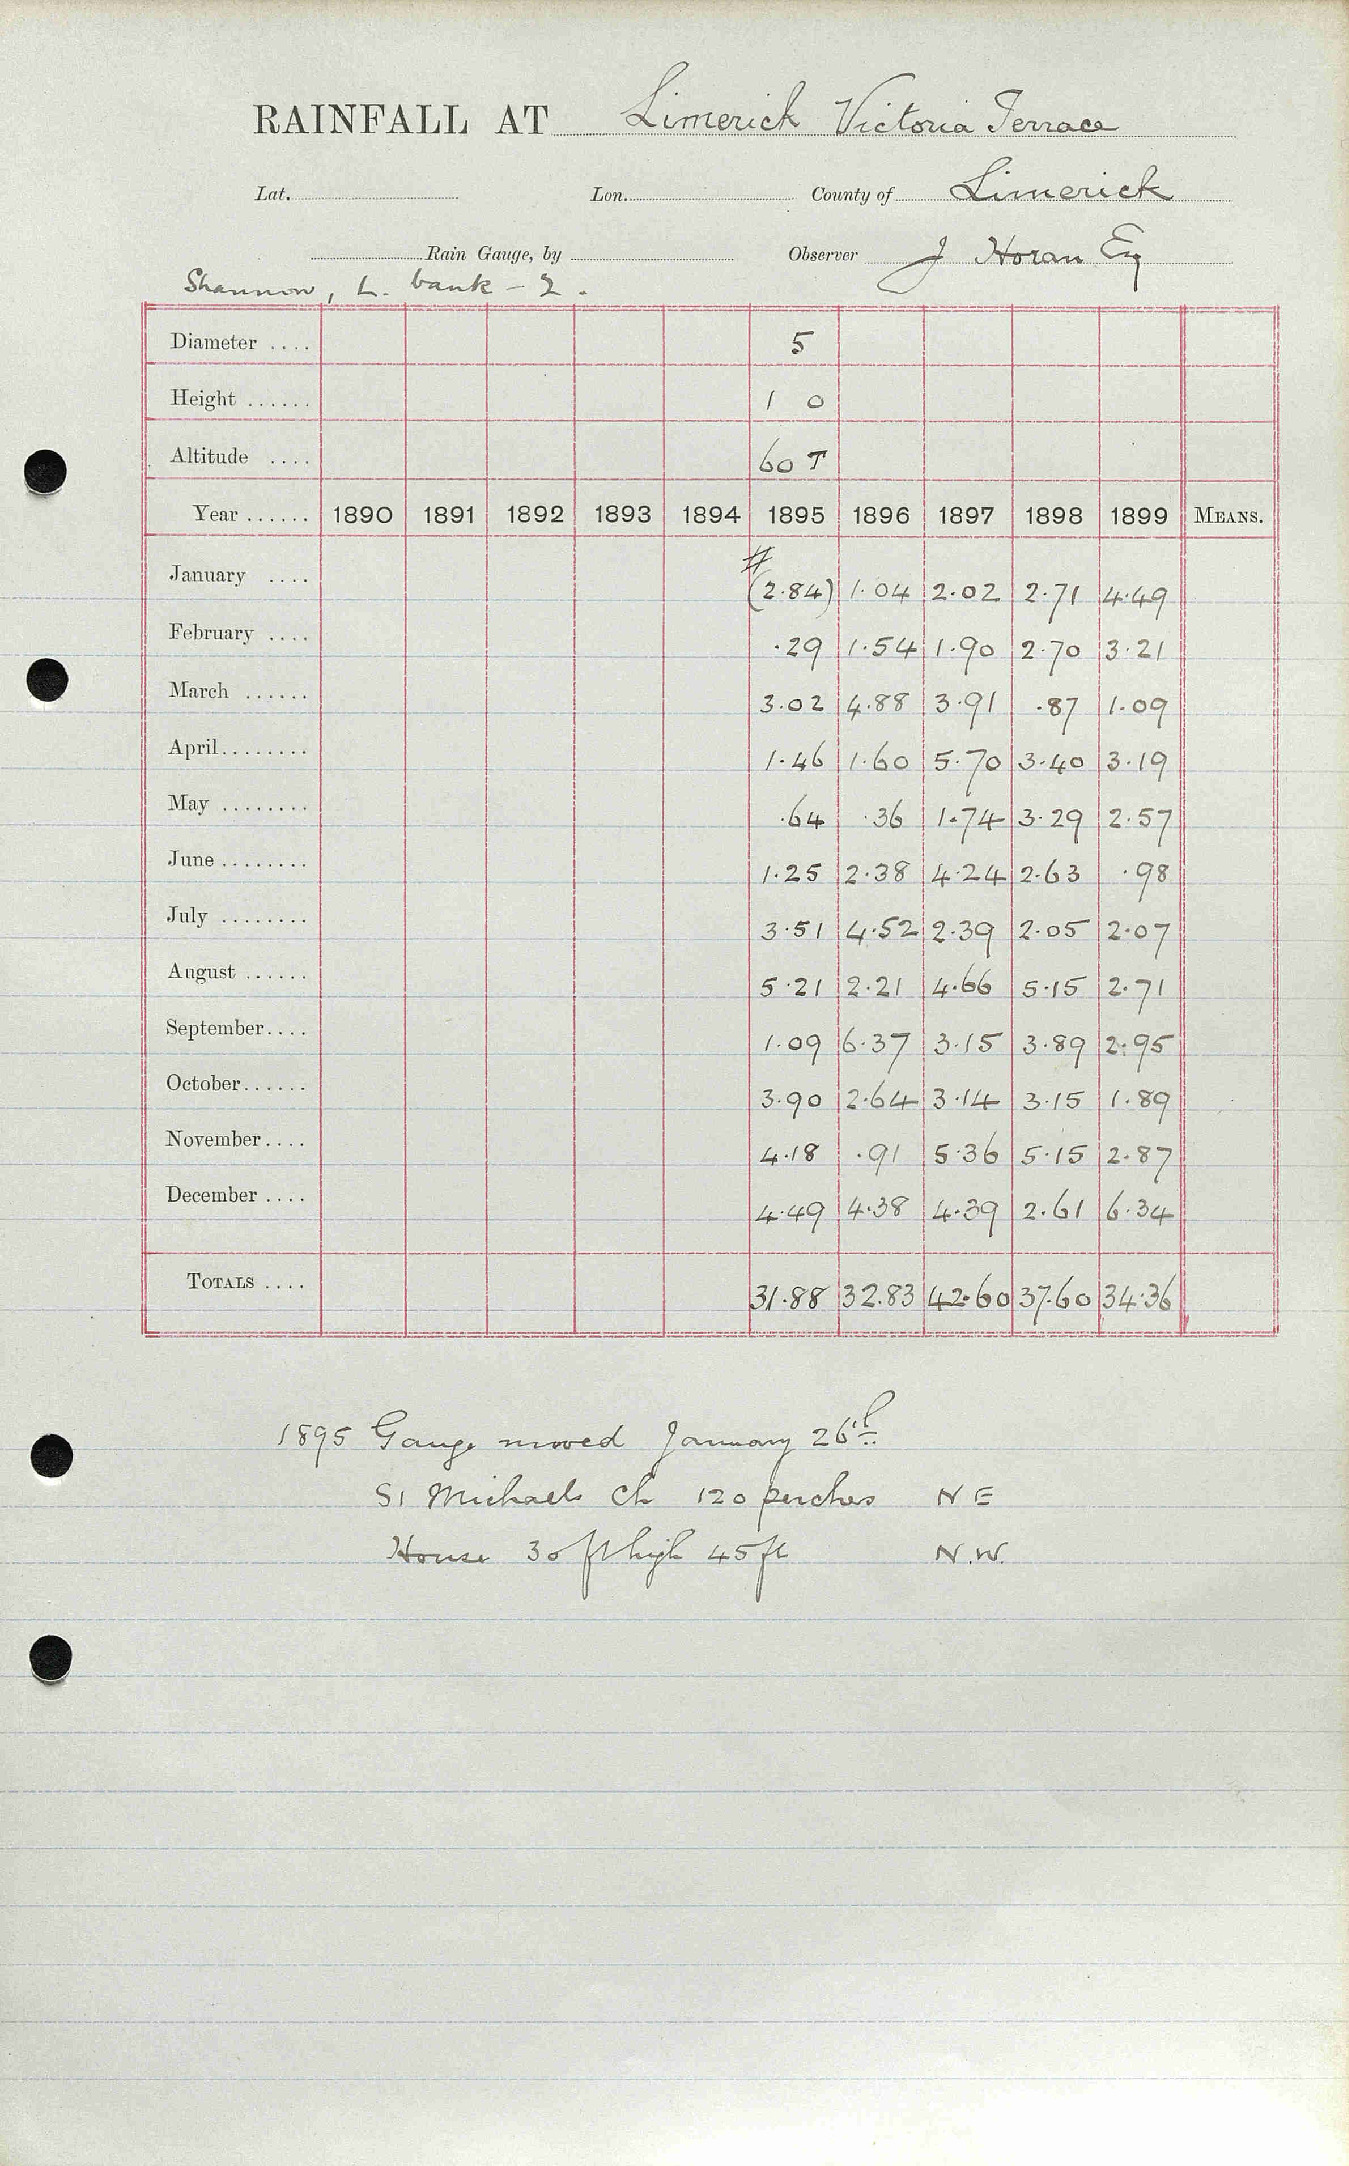 RAINFALL AT Limerick Victoria Terrace
Lat. Lon. County of Limerick
Rain Gauge, by Observer J Horan Esq
Shannon, L. bank - 2.
Diameter .... 5
Height ...... 1 0
Altitude .... 60 T
Year ...... 1890 1891 1892 1893 1894 1895 1896 1897 1898 1899 MEANS.
#
January .... (2.84) 1.04 2.02 2.71 4.49
February .... .29 1.54 1.90 2.70 3.21
March ...... 3.02 4.88 3.91 .87 1.09
April ........ 1.46 1.60 5.70 3.40 3.19
May ........ .64 .36 1.74 3.29 2.57
June ........ 1.25 2.38 4.24 2.63 .98
July ........ 3.51 4.52 2.39 2.05 2.07
August ...... 5.21 2.21 4.66 5.15 2.71
September .... 1.09 6.37 3.15 3.89 2.95
October ...... 3.90 2.64 3.14 3.15 1.89
November .... 4.18 .91 5.36 5.15 2.87
December .... 4.49 4.38 4.39 2.61 6.34
TOTALS .... 31.88 32.83 42.60 37.60 34.36
1895 Gauge moved January 26th
St Michaels Ch 120 perches N E
House 30 ft high 45 ft N.W.